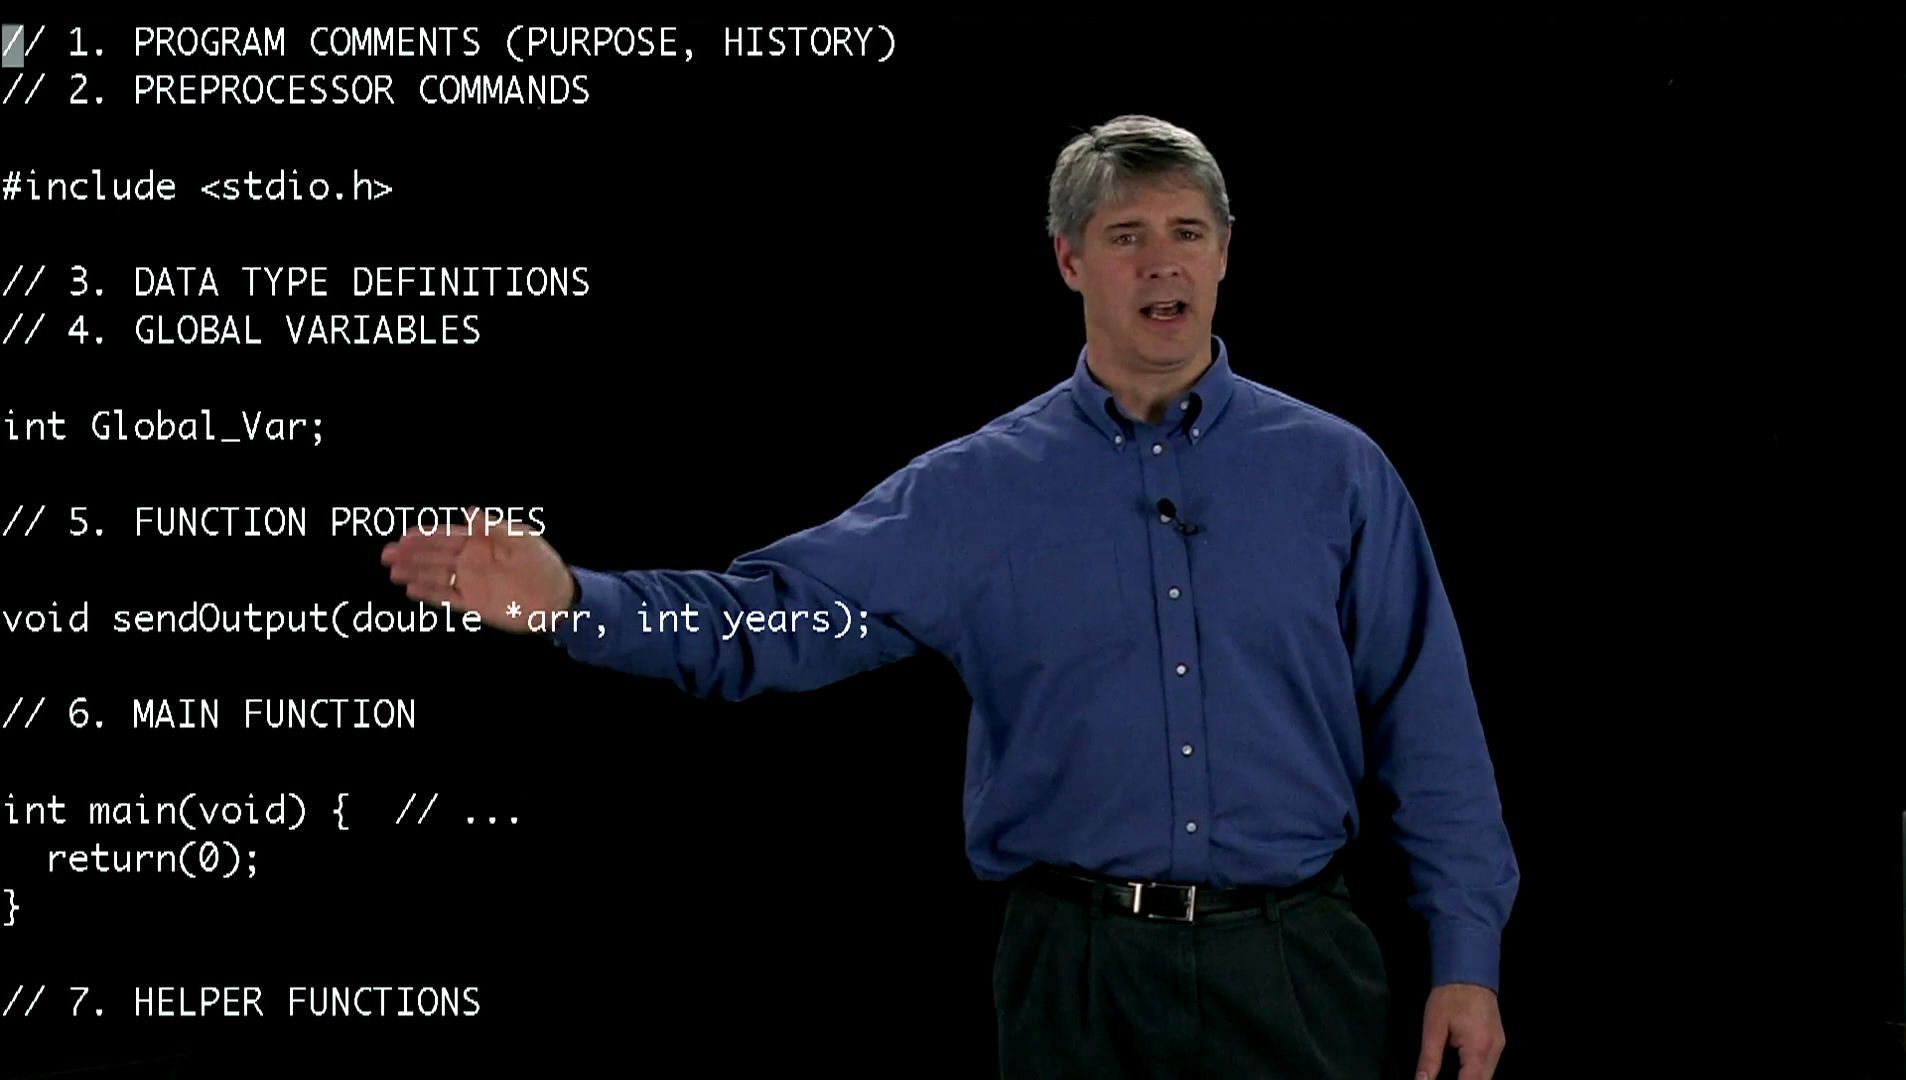 // 1. PROGRAM COMMENTS (PURPOSE, HISTORY)
// 2. PREPROCESSOR COMMANDS
#include <stdio.h>
// 3. DATA TYPE DEFINITIONS
// 4. GLOBAL VARIABLES
int Global_Var;
// 5. FUNCTION PROTOTYPES
void sendOutput(double *arr, int years);
// 6. MAIN FUNCTION
int main(void) {  // ...
  return(0);
}
// 7. HELPER FUNCTIONS